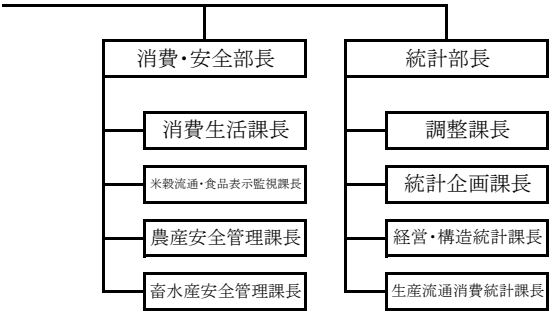 消費・安全部長
消費生活課長
米穀流通・食品表示監視課長
農産安全管理課長
畜水産安全管理課長
統計部長
調整課長
統計企画課長
経営・構造統計課長
生産流通消費統計課長